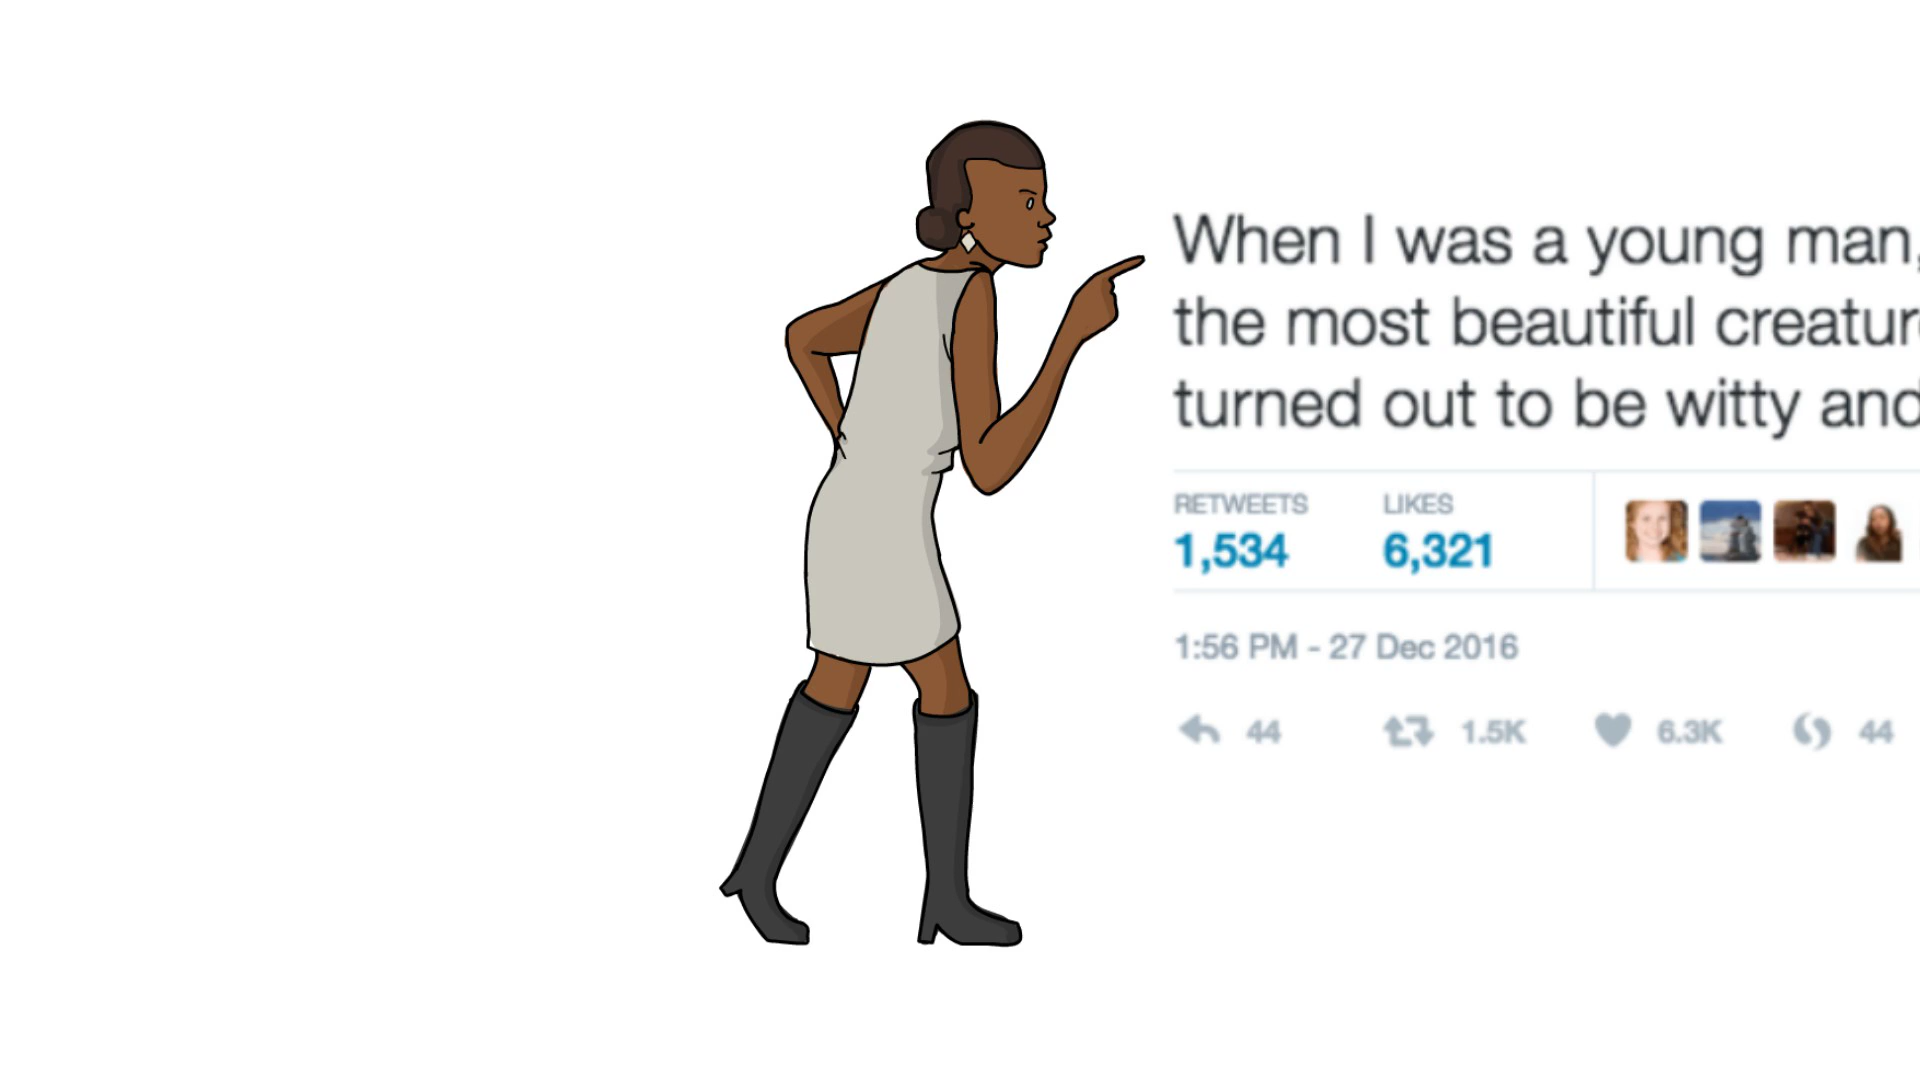 When I was a young man,
the most beautiful
turned out to be witty and
RETWEETS LIKES
1,534 6,321
1:56 PM - 27 Dec 2016
44 1.5K 6.3K 44